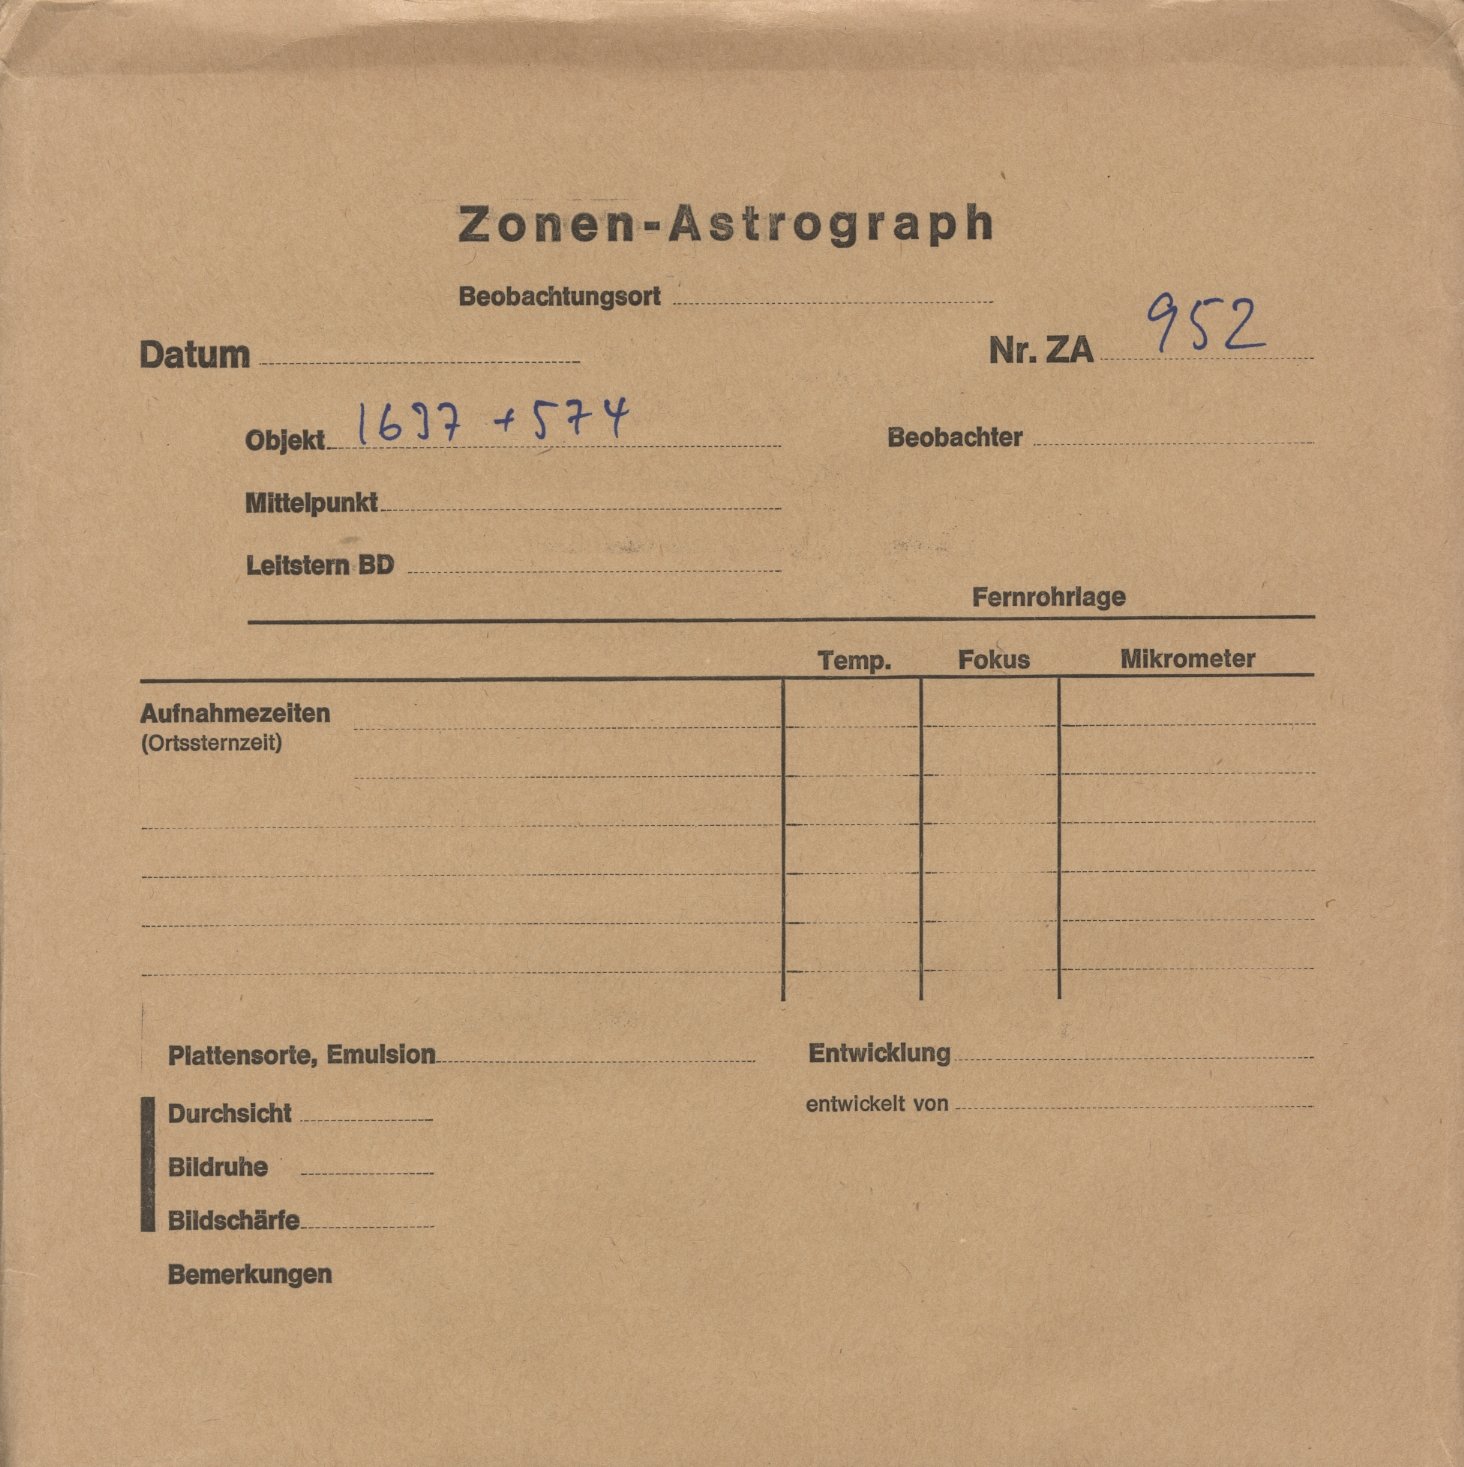 Zonen-Astrograph
Beobachtungsort
Datum
Nr. ZA 952
Objekt 1637 +574
Beobachter
Mittelpunkt
Leitstern BD
Fernrohrlage
Temp. Fokus Mikrometer
Aufnahmezeiten
(Ortssternzeit)
Plattensorte, Emulsion
Entwicklung
entwickelt von
Durchsicht
Bildruhe
Bildschärfe
Bemerkungen